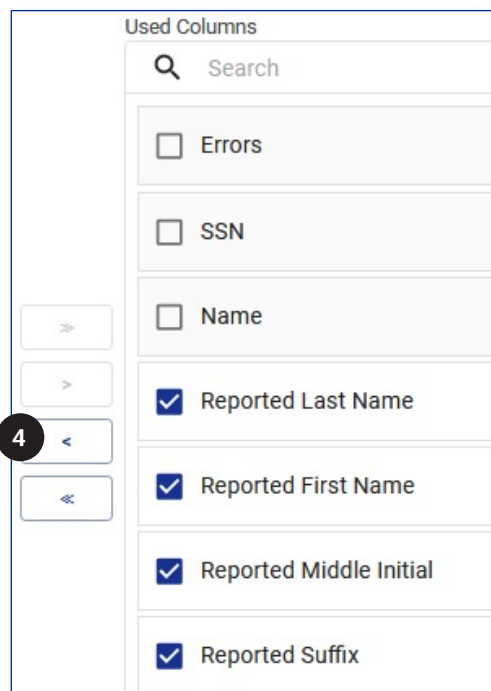 Used Columns
Search
Errors
SSN
Name
≫
>
Reported Last Name
4 <
≪
Reported First Name
Reported Middle Initial
Reported Suffix